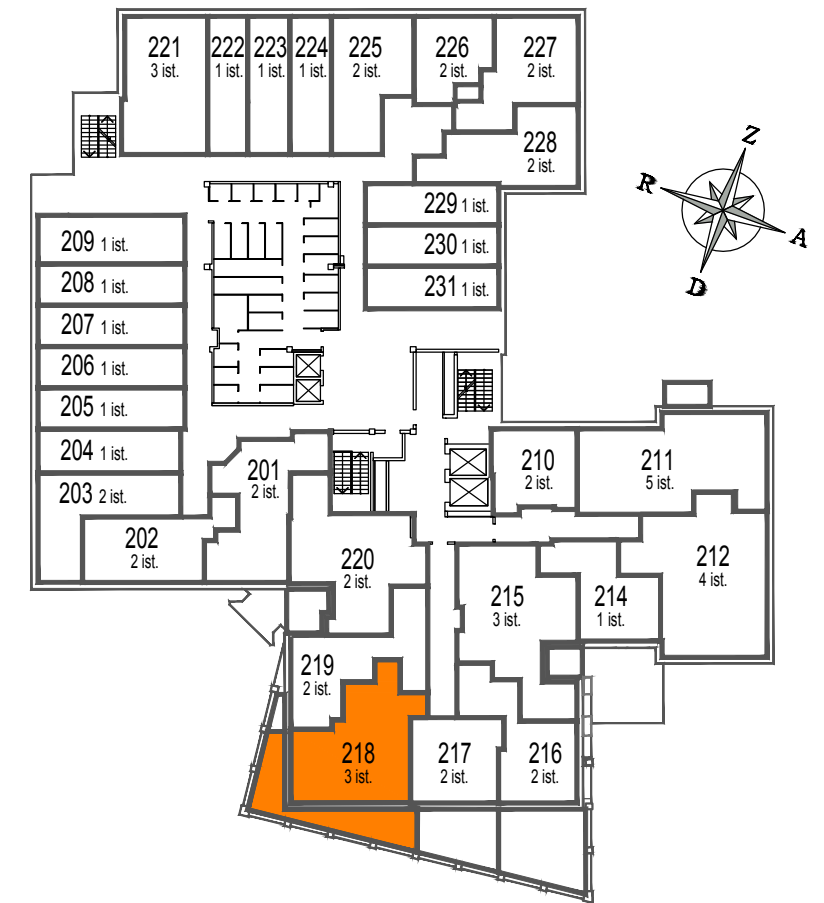 221
3 ist.
222
1 ist.
223
1 ist.
224
1 ist.
225
2 ist.
226
2 ist.
227
2 ist.
228
2 ist.
Z
R
A
D
229 1 ist.
230 1 ist.
231 1 ist.
209 1 ist.
208 1 ist.
207 1 ist.
206 1 ist.
205 1 ist.
204 1 ist.
203 2 ist.
201
2 ist.
202
2 ist.
210
2 ist.
211
5 ist.
212
4 ist.
220
2 ist.
215
3 ist.
214
1 ist.
219
2 ist.
218
3 ist.
217
2 ist.
216
2 ist.